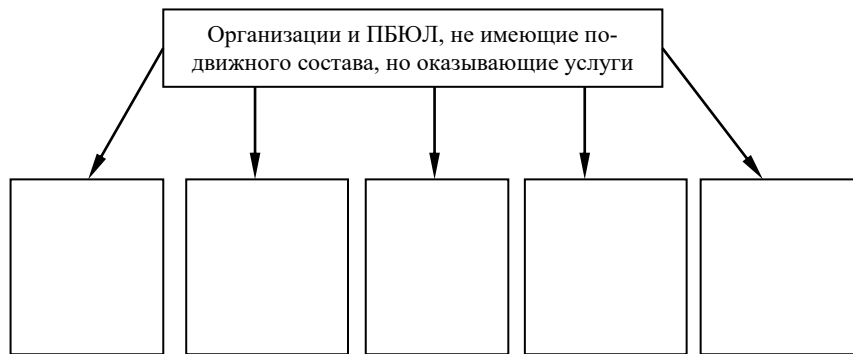 Организации и ПБЮЛ, не имеющие по-
движного состава, но оказывающие услуги